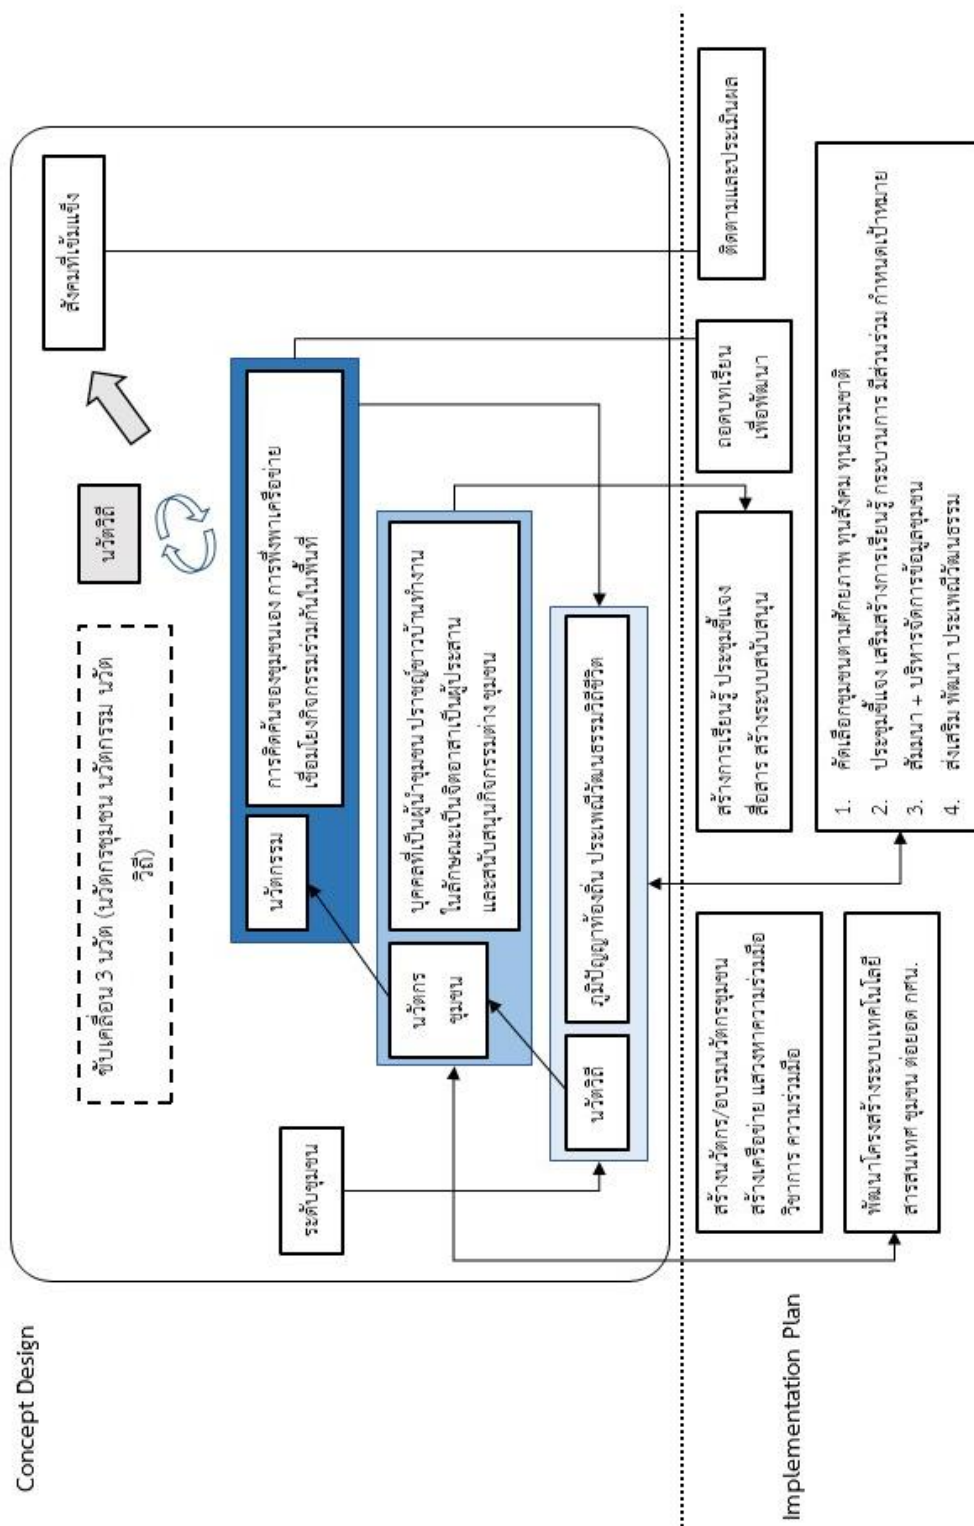 Concept Design
ขับเคลื่อน 3 นวัต (นวัตกรชุมชน นวัตกรรม นวัต
วิถี)
นวัตวิถี
สังคมที่เข้มแข็ง
ระดับชุมชน
นวัตกรรม
การคิดค้นของชุมชนเอง การพึ่งพาเครือข่าย
เชื่อมโยงกิจกรรมร่วมกันในพื้นที่
นวัตกร
ชุมชน
บุคคลที่เป็นผู้นำชุมชน ปราชญ์ชาวบ้านทำงาน
ในลักษณะเป็นจิตอาสาเป็นผู้ประสาน
และสนับสนุนกิจกรรมต่าง ชุมชน
นวัตวิถี
ภูมิปัญญาท้องถิ่น ประเพณีวัฒนธรรมวิถีชีวิต
Implementation Plan
สร้างนวัตกร/อบรมนวัตกรชุมชน
สร้างเครือข่าย แสวงหาความร่วมมือ
วิชาการ ความร่วมมือ
พัฒนาโครงสร้างระบบเทคโนโลยี
สารสนเทศ ชุมชน ต่อยอด กศน.
สร้างการเรียนรู้ ประชุมชี้แจง
สื่อสาร สร้างระบบสนับสนุน
ถอดบทเรียน
เพื่อพัฒนา
ติดตามและประเมินผล
1. คัดเลือกชุมชนตามศักยภาพ ทุนสังคม ทุนธรรมชาติ
2. ประชุมชี้แจง เสริมสร้างการเรียนรู้ กระบวนการ มีส่วนร่วม กำหนดเป้าหมาย
3. สัมมนา + บริหารจัดการข้อมูลชุมชน
4. ส่งเสริม พัฒนา ประเพณีวัฒนธรรม